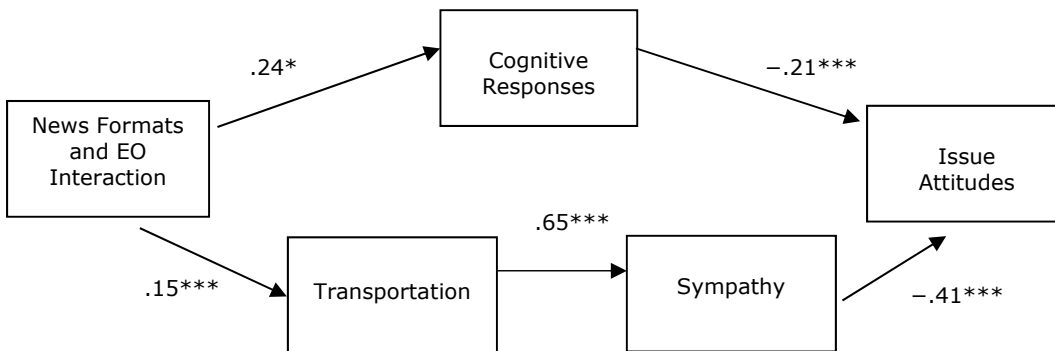 Cognitive
Responses
.24*
−.21***
News Formats
and EO
Interaction
Issue
Attitudes
.65***
.15***
Transportation
Sympathy
−.41***